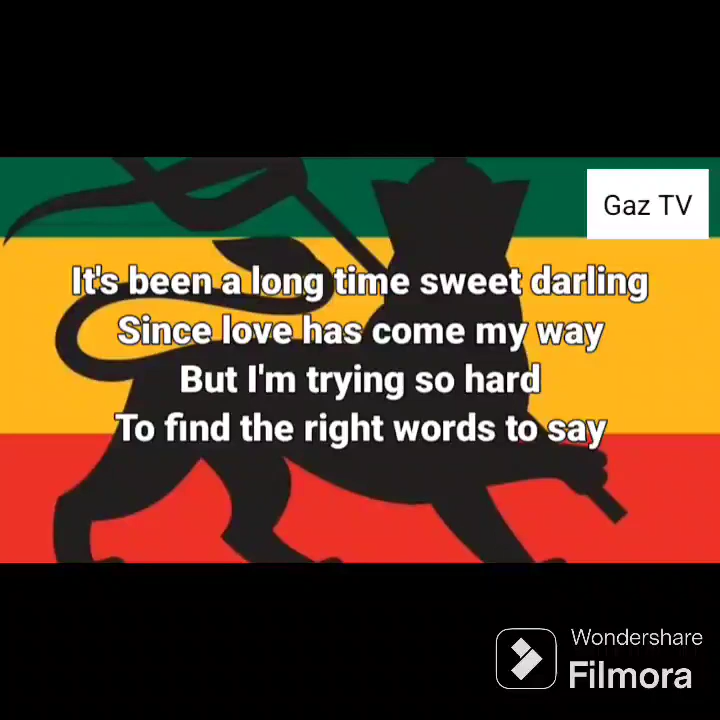 Gaz TV
It's been a long time sweet darling
Since love has come my way
But I'm trying so hard
To find the right words to say
Wondershare
Filmora